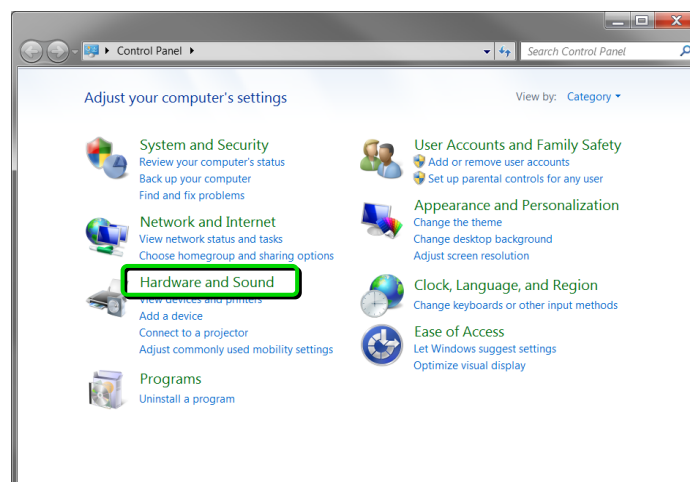 Control Panel
Search Control Panel
Adjust your computer's settings
View by: Category
System and Security
Review your computer's status
Back up your computer
Find and fix problems
Network and Internet
View network status and tasks
Choose homegroup and sharing options
Hardware and Sound
View devices and printers
Add a device
Connect to a projector
Adjust commonly used mobility settings
Programs
Uninstall a program
User Accounts and Family Safety
Add or remove user accounts
Set up parental controls for any user
Appearance and Personalization
Change the theme
Change desktop background
Adjust screen resolution
Clock, Language, and Region
Change keyboards or other input methods
Ease of Access
Let Windows suggest settings
Optimize visual display